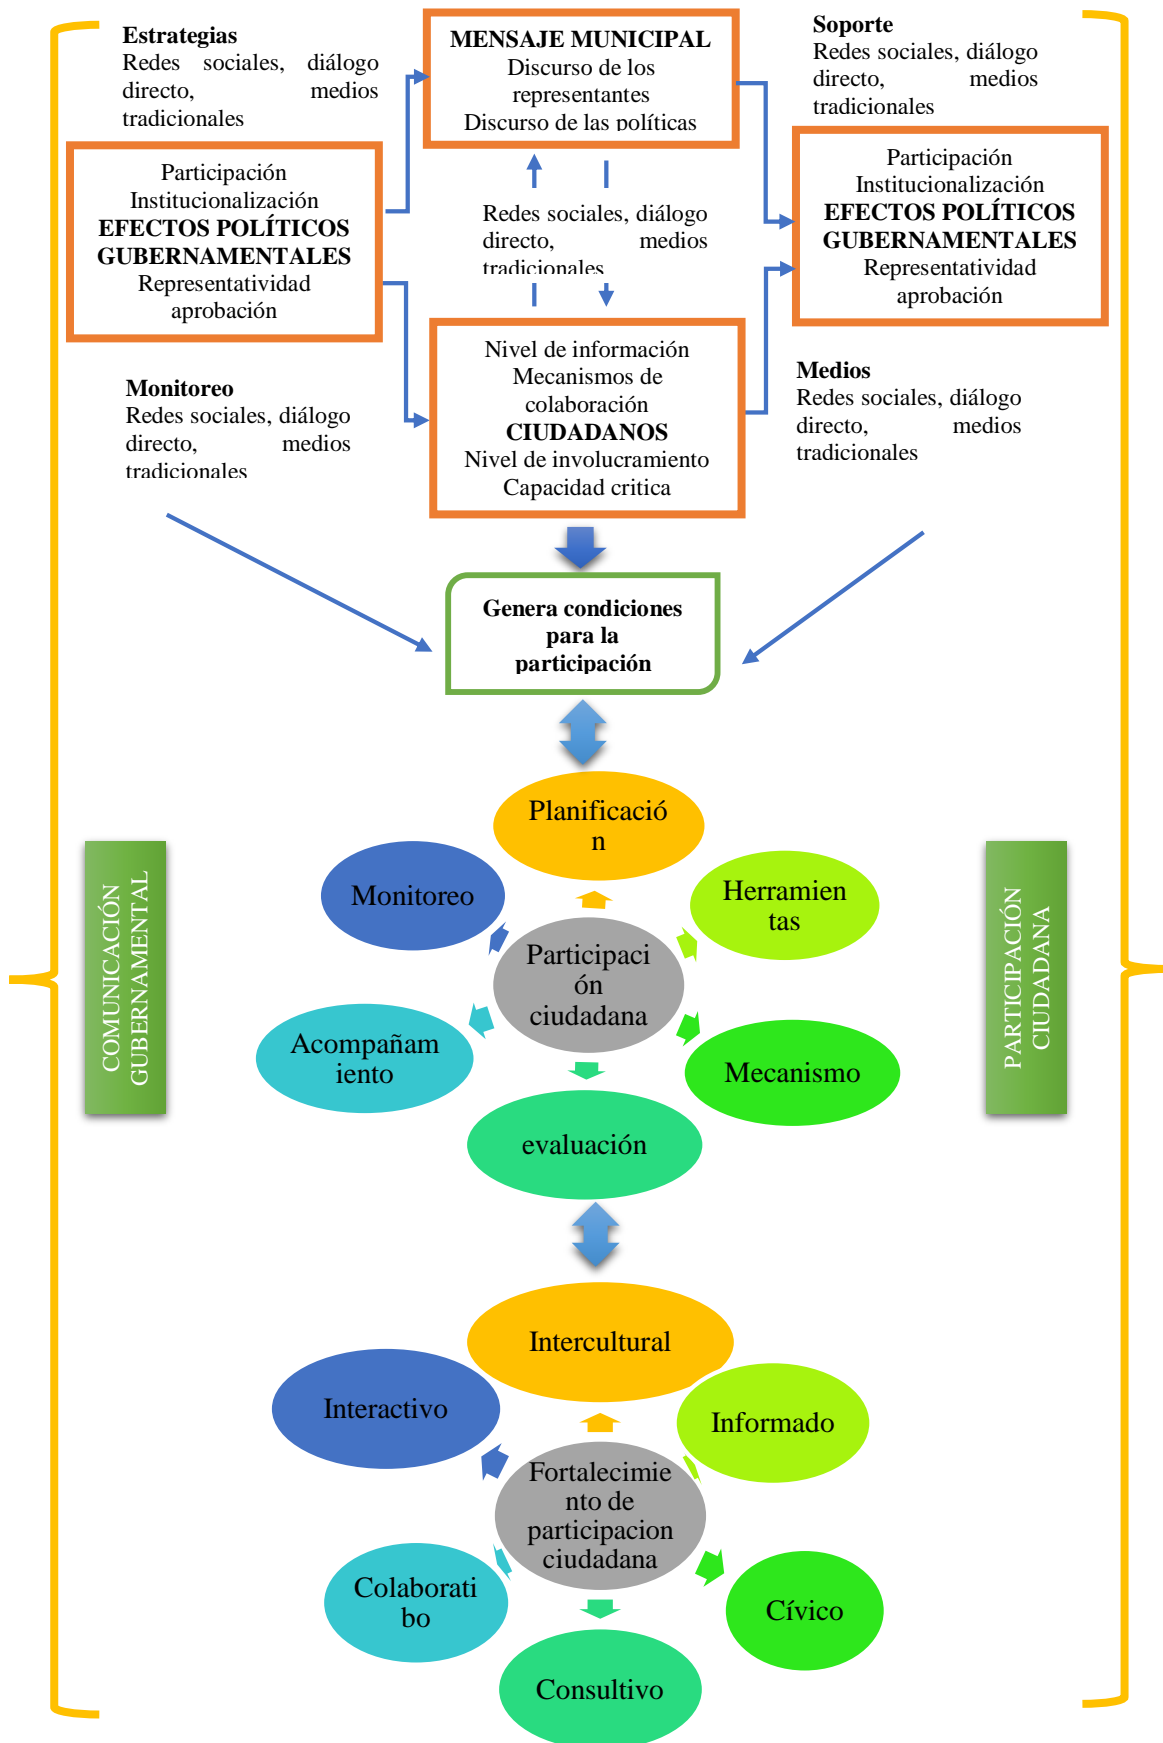 Estrategias
Redes sociales, diálogo
directo, medios
tradicionales
MENSAJE MUNICIPAL
Discurso de los
representantes
Discurso de las políticas
Soporte
Redes sociales, diálogo
directo, medios
tradicionales
Participación
Institucionalización
EFECTOS POLÍTICOS
GUBERNAMENTALES
Representatividad
aprobación
Redes sociales, diálogo
directo, medios
tradicionales
Participación
Institucionalización
EFECTOS POLÍTICOS
GUBERNAMENTALES
Representatividad
aprobación
Monitoreo
Redes sociales, diálogo
directo, medios
tradicionales
Nivel de información
Mecanismos de
colaboración
CIUDADANOS
Nivel de involucramiento
Capacidad critica
Medios
Redes sociales, diálogo
directo, medios
tradicionales
Genera condiciones
para la
participación
Planificació
n
Monitoreo
Herramien
tas
Participaci
ón
ciudadana
Acompañam
iento
Mecanismo
evaluación
COMUNICACIÓN
GUBERNAMENTAL
PARTICIPACIÓN
CIUDADANA
Intercultural
Interactivo
Informado
Fortalecimie
nto de
participacion
ciudadana
Colaborati
bo
Cívico
Consultivo